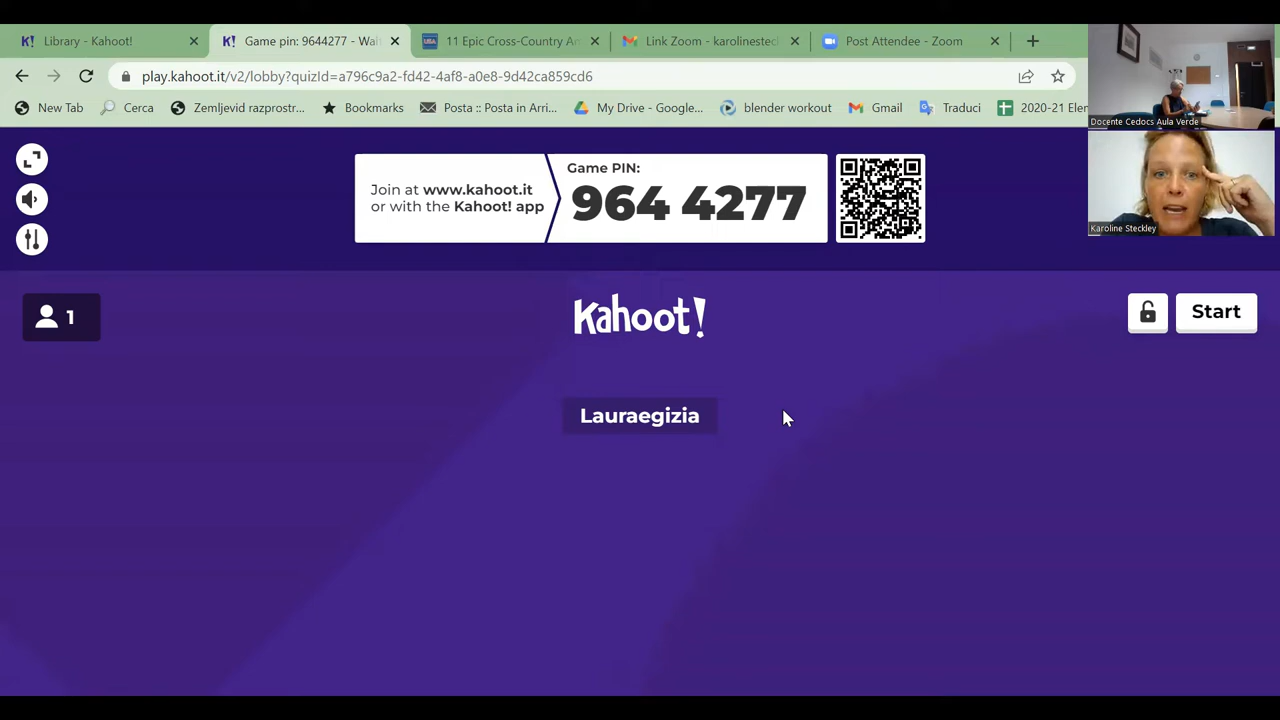 Library - Kahoot!
Game pin: 9644277 - Wai
11 Epic Cross-Country Am
Link Zoom - karolinestec
Post Attendee - Zoom
play.kahoot.it/v2/lobby?quizId=a796c9a2-fd42-4af8-a0e8-9d42ca859cd6
New Tab
Cerca
Zemljevid razprostr...
Bookmarks
Posta :: Posta in Arri...
My Drive - Google...
blender workout
Gmail
Traduci
2020-21 Elem
Docente Cedocs Aula Verde
Karoline Steckley
Join at www.kahoot.it
or with the Kahoot! app
Game PIN:
964 4277
1
Kahoot!
Start
Lauraegizia